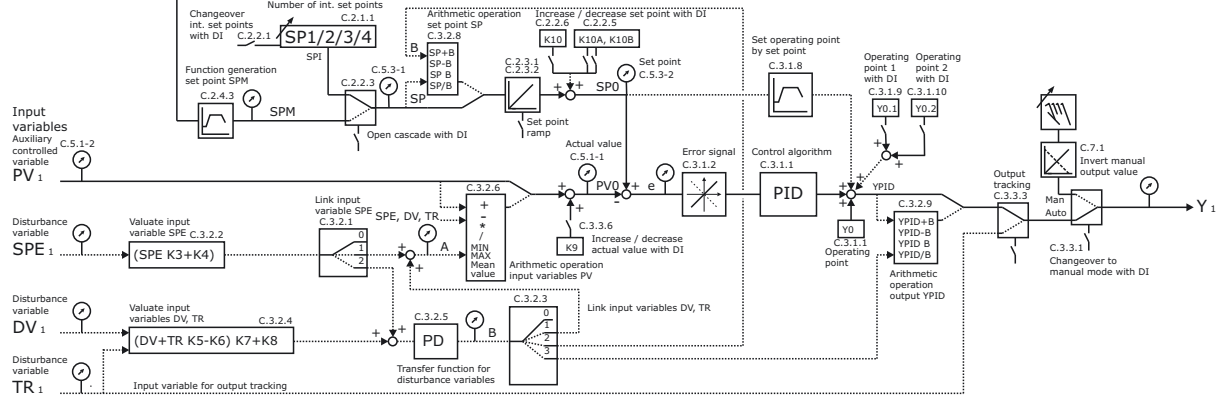 Number of int. set points
C.2.1.1
Changeover
int. set points
with DI
C.2.2.1
SP1/2/3/4
SPI
Function generation
set point SPM
C.2.4.3
SPM
C.2.2.3
Open cascade with DI
C.5.3-1
SP
Arithmetic operation
set point SP
C.3.2.8
B
SP+B
SP-B
SP B
SP/B
C.2.3.1
C.2.3.2
Set point
ramp
Increase / decrease set point with DI
C.2.2.6
C.2.2.5
K10
K10A, K10B
Set point
C.5.3-2
SP0
Set operating point
by set point
C.3.1.8
Operating
point 1
with DI
C.3.1.9
Y0.1
Operating
point 2
with DI
C.3.1.10
Y0.2
Input
variables
Auxiliary
controlled
variable
C.5.1-2
PV 1
Actual value
C.5.1-1
PV0
e
Error signal
C.3.1.2
Control algorithm
C.3.1.1
PID
YPID
Y0
C.3.1.1
Operating
point
C.3.2.9
YPID+B
YPID-B
YPID B
YPID/B
Arithmetic
operation
output YPID
Output
tracking
C.3.3.3
C.7.1
Invert manual
output value
Man
Auto
C.3.3.1
Changeover to
manual mode with DI
Y 1
Disturbance
variable
SPE 1
Valuate input
variable SPE
C.3.2.2
(SPE K3+K4)
Link input
variable SPE
C.3.2.1
0
1
2
SPE, DV, TR
A
C.3.2.6
+
-
*
/
MIN
MAX
Mean
value
Arithmetic operation
input variables PV
C.3.3.6
K9
Increase / decrease
actual value with DI
Disturbance
variable
DV 1
Valuate input
variables DV, TR
C.3.2.4
(DV+TR K5-K6) K7+K8
C.3.2.5
PD
Transfer function for
disturbance variables
B
C.3.2.3
0
1
2
3
Link input variables DV, TR
Disturbance
variable
TR 1
Input variable for output tracking
+
+
+
+
+
+
+
+
-
+
+
+
+
+
+